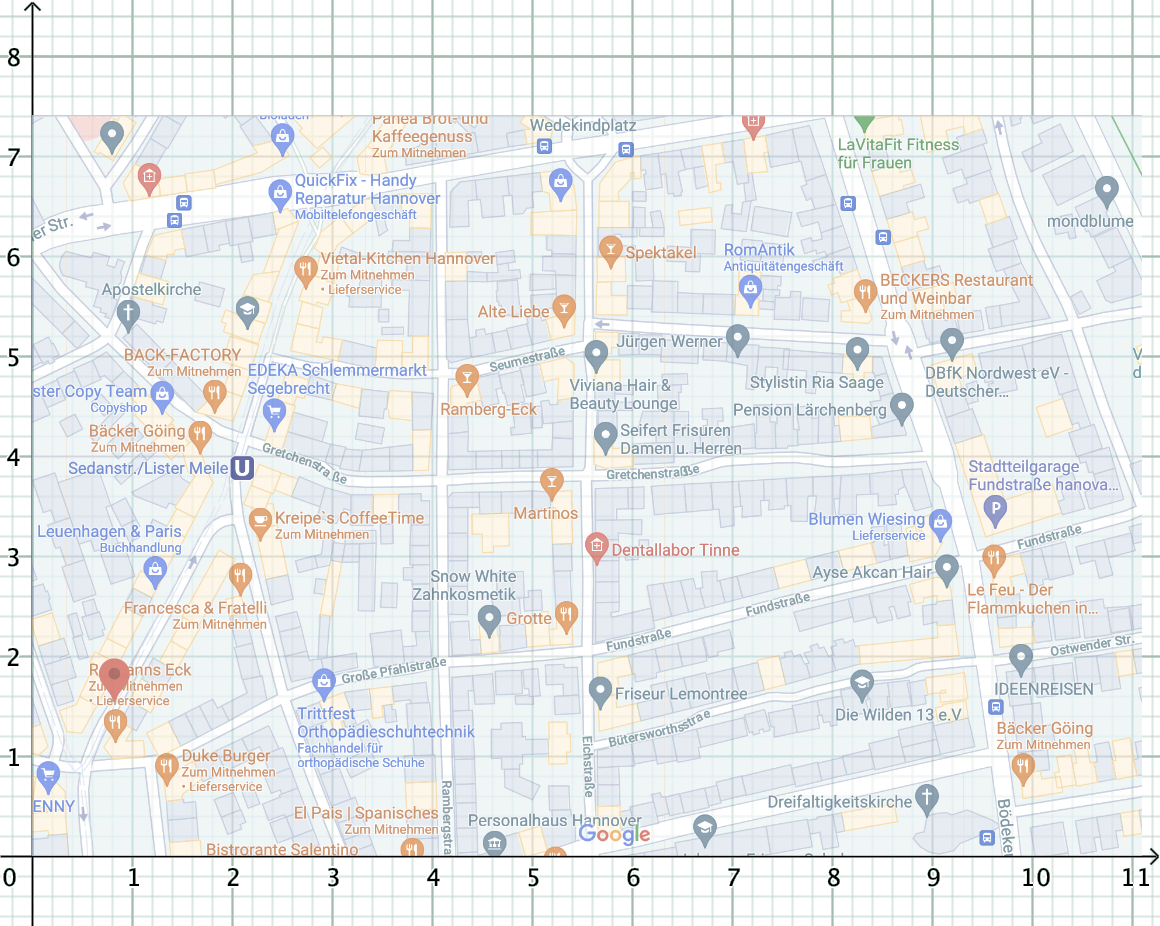 8
Bioladen
Panea Brot- und
Kaffeegenuss
Zum Mitnehmen
Wedekindplatz
LaVitaFit Fitness
für Frauen
7
QuickFix - Handy
Reparatur Hannover
Mobiltelefongeschäft
mondblume
er Str.
6
Vietal-Kitchen Hannover
Zum Mitnehmen
• Lieferservice
Spektakel
RomAntik
Antiquitätengeschäft
BECKERS Restaurant
und Weinbar
Zum Mitnehmen
Apostelkirche
Alte Liebe
5
BACK-FACTORY
Zum Mitnehmen
Seumestraße
Jürgen Werner
EDEKA Schlemmermarkt
Segebrecht
Viviana Hair &
Beauty Lounge
Stylistin Ria Saage
DBfK Nordwest eV -
Deutscher...
V
d
ster Copy Team
Copyshop
Ramberg-Eck
Pension Lärchenberg
Bäcker Göing
Zum Mitnehmen
Seifert Frisuren
Damen u. Herren
4
Sedanstr./Lister Meile
U
Gretchenstraße
Gretchenstraße
Stadtteilgarage
Fundstraße hanova...
P
Martinos
Kreipe`s CoffeeTime
Zum Mitnehmen
Blumen Wiesing
Lieferservice
Leuenhagen & Paris
Buchhandlung
Fundstraße
3
Dentallabor Tinne
Ayse Akcan Hair
Snow White
Zahnkosmetik
Le Feu - Der
Flammkuchen in...
Francesca & Fratelli
Zum Mitnehmen
Grotte
Fundstraße
Fundstraße
Ostwender Str.
2
Große Pfahlstraße
Zum Mitnehmen
• Lieferservice
Friseur Lemontree
IDEENREISEN
Trittfest
Orthopädieschuhtechnik
Fachhandel für
orthopädische Schuhe
Die Wilden 13 e.V
Bütersworthsstraße
Bäcker Göing
Zum Mitnehmen
1
Duke Burger
Zum Mitnehmen
• Lieferservice
Eichstraße
ENNY
Rambergstra
El Pais | Spanisches
Zum Mitnehmen
Dreifaltigkeitskirche
Personalhaus Hannover
Google
Bödeker
Bistrorante Salentino
0 1 2 3 4 5 6 7 8 9 10 11